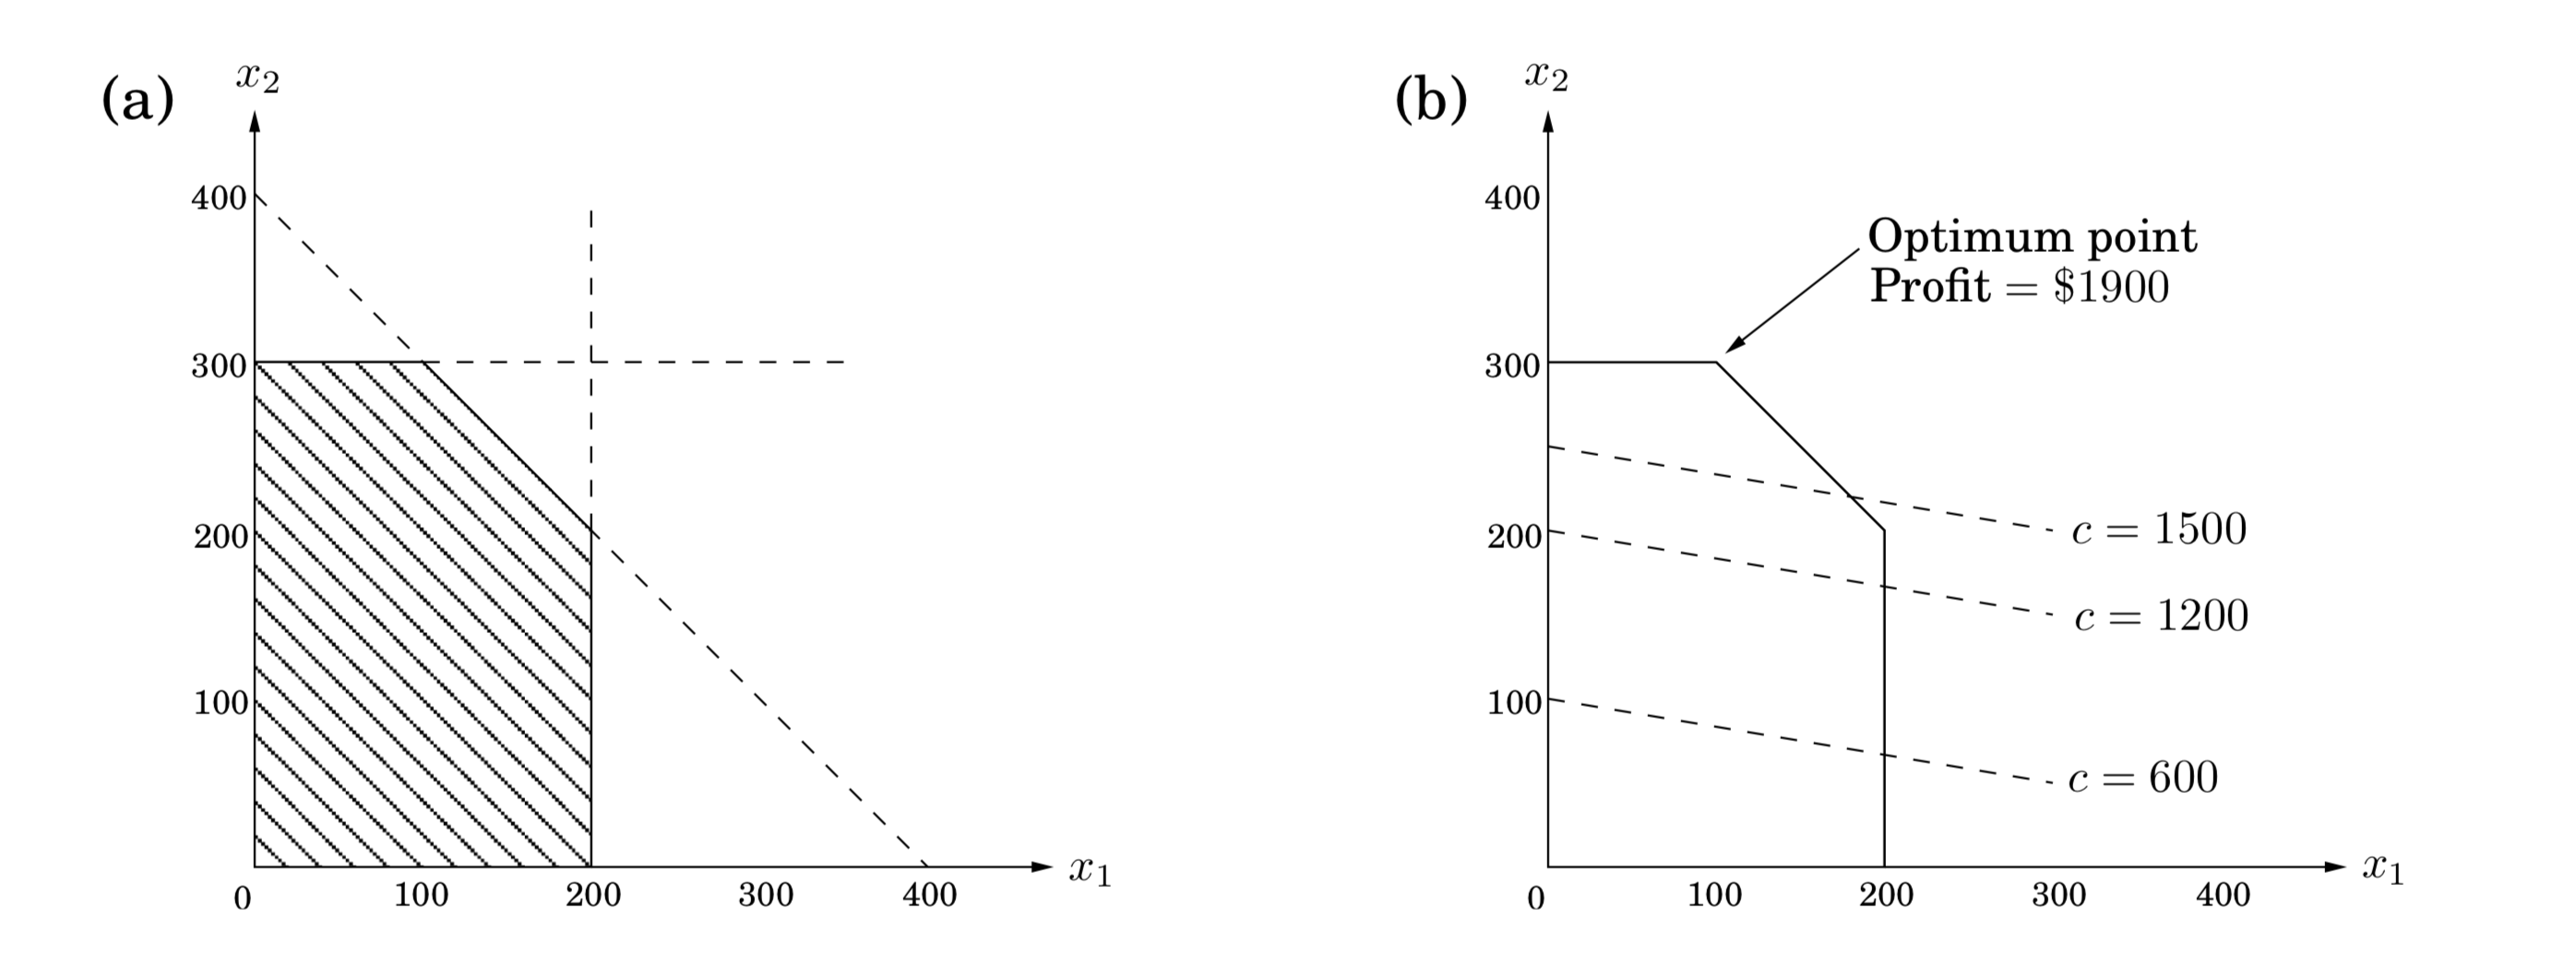 (a)
x₂
400
300
200
100
0
100 200 300 400
x₁
(b)
x₂
400
300
200
100
0
100 200 300 400
x₁
Optimum point
Profit = $1900
c = 1500
c = 1200
c = 600